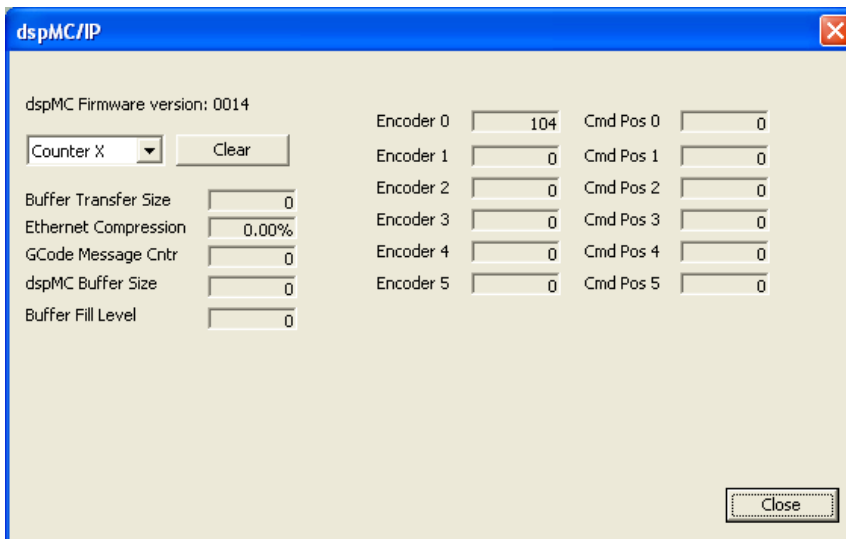 dspMC/IP
dspMC Firmware version: 0014
Counter X
Clear
Buffer Transfer Size 0
Ethernet Compression 0.00%
GCode Message Cntr 0
dspMC Buffer Size 0
Buffer Fill Level 0
Encoder 0 104 Cmd Pos 0 0
Encoder 1 0 Cmd Pos 1 0
Encoder 2 0 Cmd Pos 2 0
Encoder 3 0 Cmd Pos 3 0
Encoder 4 0 Cmd Pos 4 0
Encoder 5 0 Cmd Pos 5 0
Close